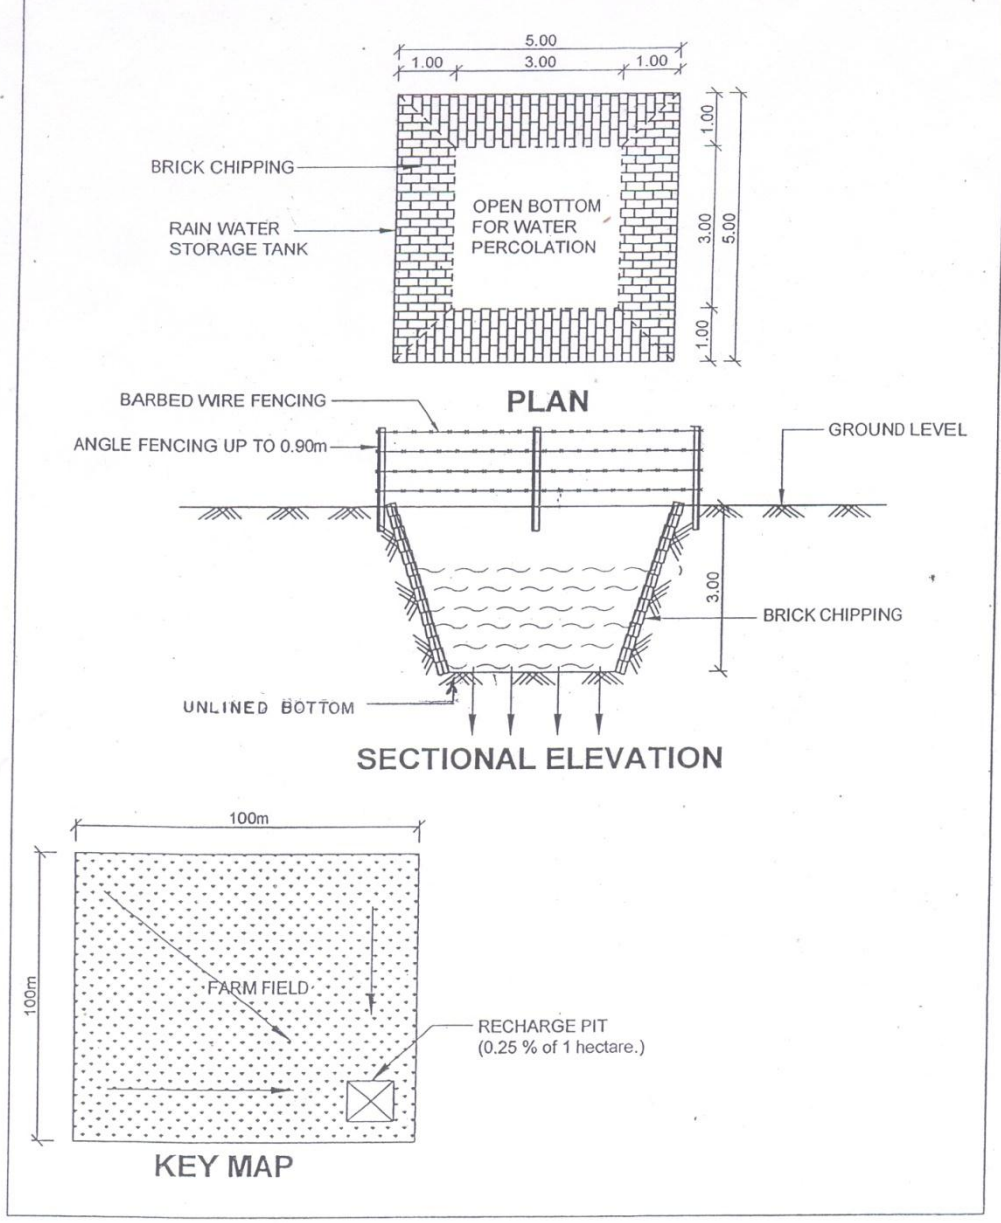 5.00
1.00 3.00 1.00
BRICK CHIPPING
RAIN WATER
STORAGE TANK
OPEN BOTTOM
FOR WATER
PERCOLATION
1.00
3.00
5.00
1.00
PLAN
BARBED WIRE FENCING
ANGLE FENCING UP TO 0.90m
GROUND LEVEL
3.00
BRICK CHIPPING
UNLINED BOTTOM
SECTIONAL ELEVATION
100m
100m
FARM FIELD
RECHARGE PIT
(0.25 % of 1 hectare.)
KEY MAP